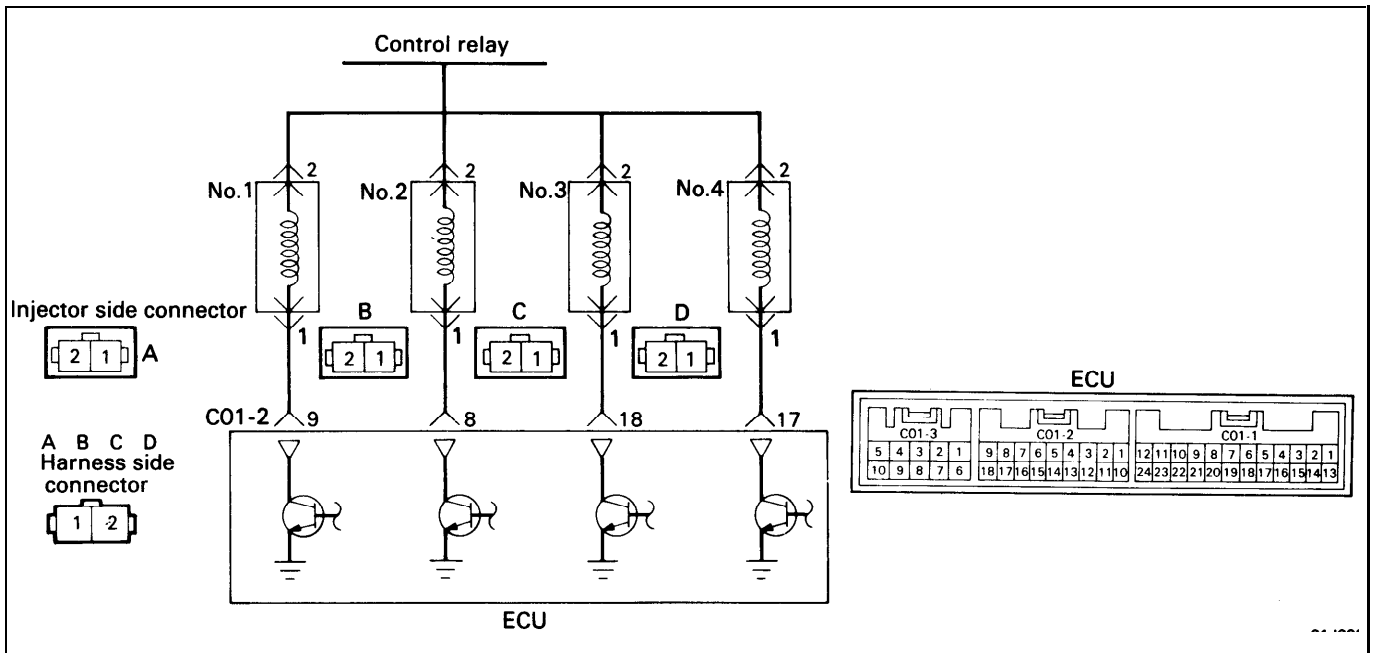 Control relay
2 2 2 2
No.1 No.2 No.3 No.4
Injector side connector
1 1 1 1
2 1 A
B
2 1
C
2 1
D
2 1
C01-2 9 8 18 17
A B C D
Harness side
connector
1 2
ECU
ECU
C01-3 C01-2 C01-1
5 4 3 2 1 9 8 7 6 5 4 3 2 1 12 11 10 9 8 7 6 5 4 3 2 1
10 9 8 7 6 18 17 16 15 14 13 12 11 10 24 23 22 21 20 19 18 17 16 15 14 13